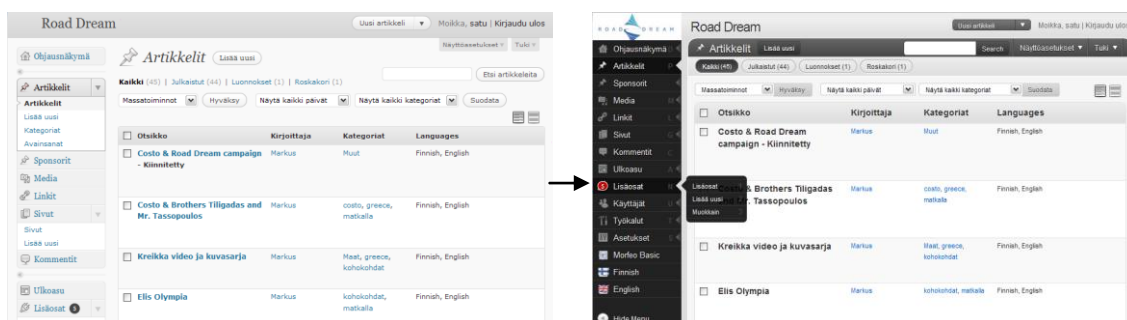 Road Dream
Uusi artikkeli
Moikka, satu | Kirjaudu ulos
Näyttöasetukset
Tuki
Ohjausnäkymä
Artikkelit
Artikkelit
Lisää uusi
Kategoriat
Avainsanat
Sponsorit
Media
Linkit
Sivut
Sivut
Lisää uusi
Kommentit
Ulkoasu
Lisäosat 5
Artikkelit Lisää uusi
Kaikki (45) | Julkaistut (44) | Luonnokset (1) | Roskakori (1)
Etsi artikkeleita
Massatoiminnot Hyväksy Näytä kaikki päivät Näytä kaikki kategoriat Suodata
Otsikko Kirjoittaja Kategoriat Languages
Costo & Road Dream campaign - Kiinnitetty Markus Muut Finnish, English
Costo & Brothers Tiligadas and Mr. Tassopoulos Markus costo, greece, matkalla Finnish, English
Kreikka video ja kuvasarja Markus Maat, greece, kohokohdat Finnish, English
Elis Olympia Markus kohokohdat, matkalla Finnish, English
ROAD DREAM
Road Dream
Uusi artikkeli
Moikka, satu | Kirjaudu ulos
Ohjausnäkymä
Artikkelit
Sponsorit
Media
Linkit
Sivut
Kommentit
Ulkoasu
5 Lisäosat
Käyttäjät
Työkalut
Asetukset
Morfeo Basic
Finnish
English
Hide Menu
Lisäosat
Lisää uusi
Muokkain
Artikkelit Lisää uusi
Search Näyttöasetukset Tuki
Kaikki (45) Julkaistut (44) Luonnokset (1) Roskakori (1)
Massatoiminnot Hyväksy Näytä kaikki päivät Näytä kaikki kategoriat Suodata
Otsikko Kirjoittaja Kategoriat Languages
Costo & Road Dream campaign - Kiinnitetty Markus Muut Finnish, English
& Brothers Tiligadas Tassopoulos Markus costo, greece, matkalla Finnish, English
Kreikka video ja kuvasarja Markus Maat, greece, kohokohdat Finnish, English
Elis Olympia Markus kohokohdat, matkalla Finnish, English